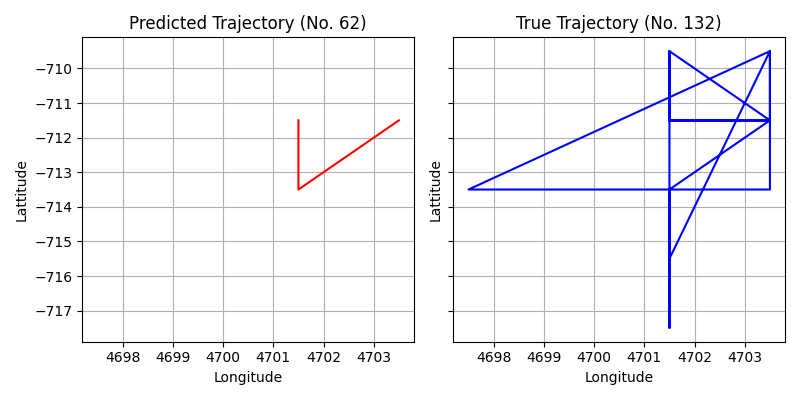 Predicted Trajectory (No. 62)
True Trajectory (No. 132)
−710
−711
−712
−713
−714
−715
−716
−717
Lattitude
Lattitude
4698 4699 4700 4701 4702 4703
4698 4699 4700 4701 4702 4703
Longitude
Longitude